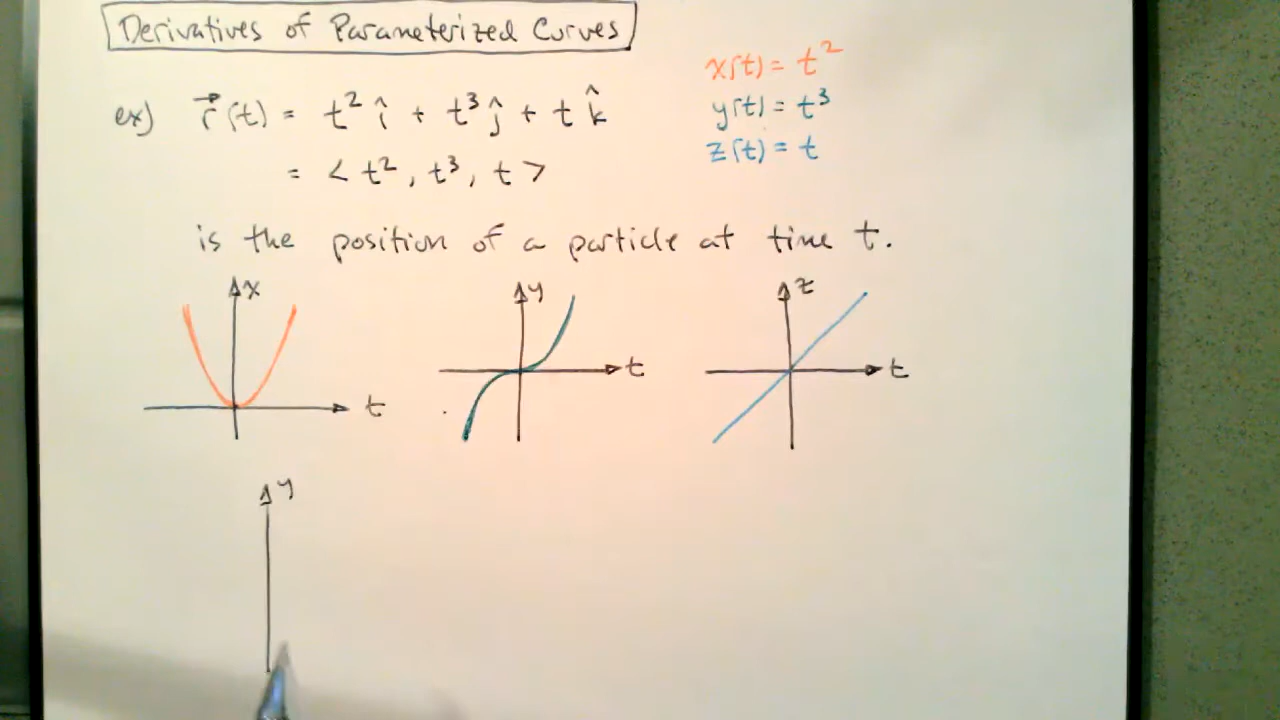 Derivatives of Parameterized Curves
ex) r⃗(t) = t² î + t³ ĵ + t k̂
= < t², t³, t >
x(t) = t²
y(t) = t³
z(t) = t
is the position of a particle at time t.
x
t
y
t
z
t
y